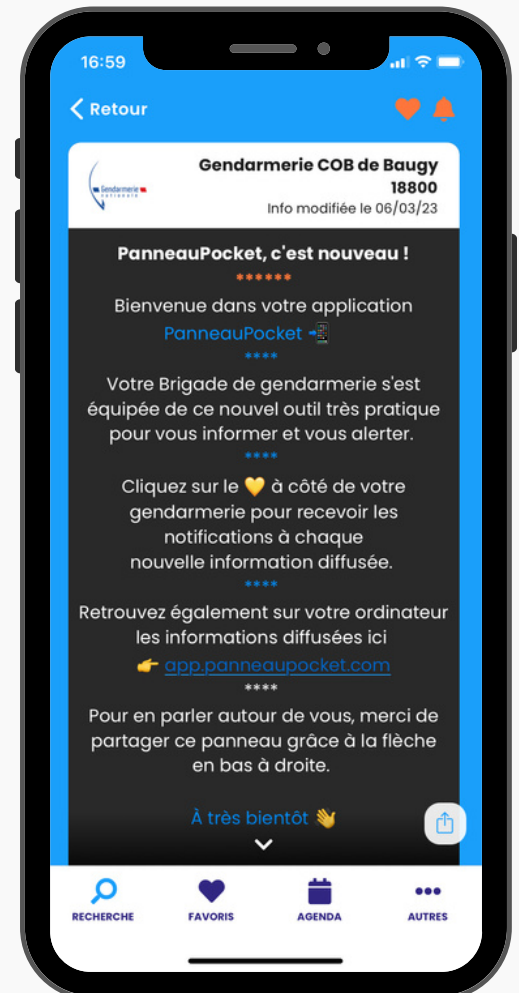 16:59
Retour
Gendarmerie
NATIONALE
Gendarmerie COB de Baugy
18800
Info modifiée le 06/03/23
PanneauPocket, c'est nouveau !
******
Bienvenue dans votre application
PanneauPocket 📲
****
Votre Brigade de gendarmerie s'est
équipée de ce nouvel outil très pratique
pour vous informer et vous alerter.
****
Cliquez sur le 💛 à côté de votre
gendarmerie pour recevoir les
notifications à chaque
nouvelle information diffusée.
****
Retrouvez également sur votre ordinateur
les informations diffusées ici
👉 app.panneaupocket.com
****
Pour en parler autour de vous, merci de
partager ce panneau grâce à la flèche
en bas à droite.
À très bientôt 👋
RECHERCHE
FAVORIS
AGENDA
AUTRES